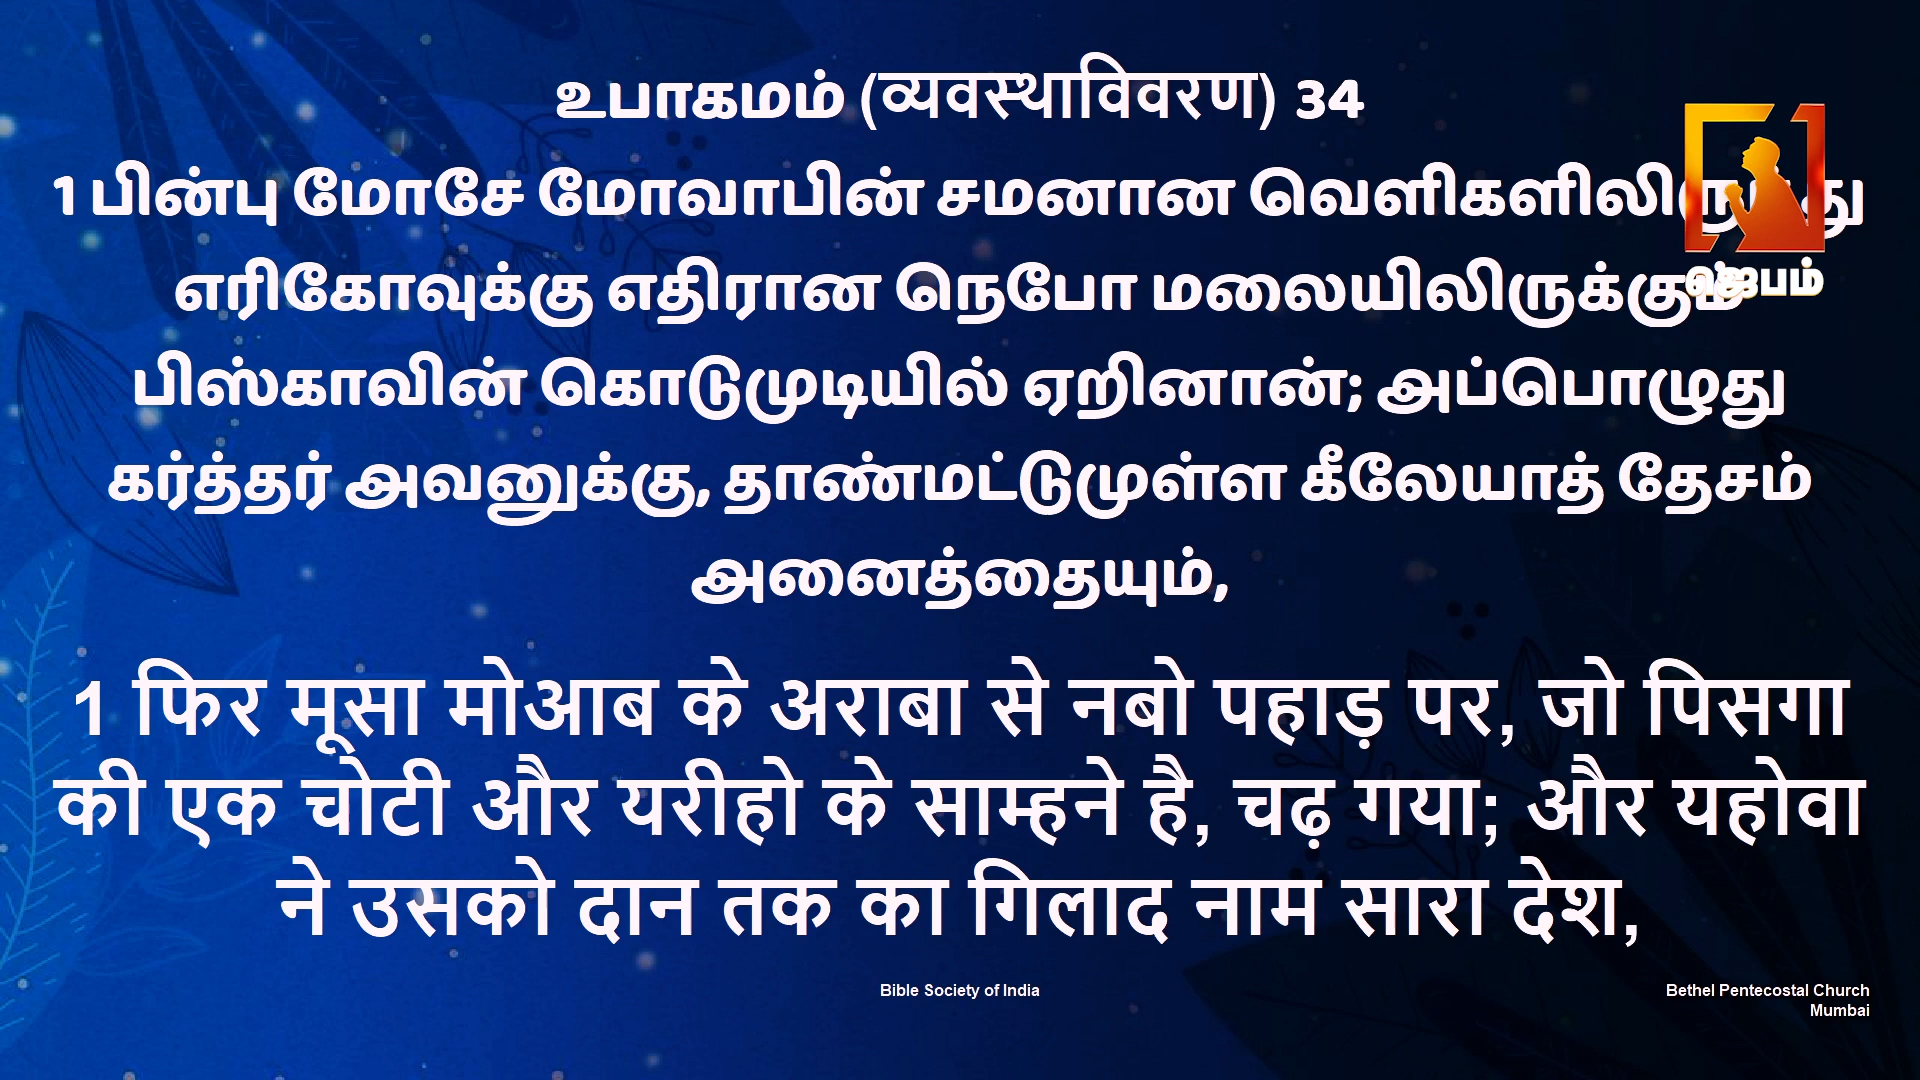 உபாகமம் (व्यवस्थाविवरण) 34
1 பின்பு மோசே மோவாபின் சமனான வெளிகளிலிருந்து
எரிகோவுக்கு எதிரான நெபோ மலையிலிருக்கும்
ஜெபம்
பிஸ்காவின் கொடுமுடியில் ஏறினான்; அப்பொழுது
கர்த்தர் அவனுக்கு, தாண்மட்டுமுள்ள கீலேயாத் தேசம்
அனைத்தையும்,
1 फिर मूसा मोआब के अराबा से नबो पहाड़ पर, जो पिसगा
की एक चोटी और यरीहो के साम्हने है, चढ़ गया; और यहोवा
ने उसको दान तक का गिलाद नाम सारा देश,
Bible Society of India
Bethel Pentecostal Church
Mumbai